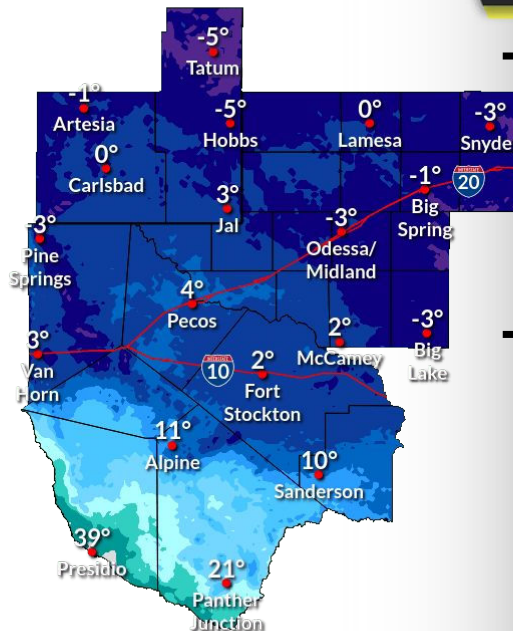 -5°
Tatum
-1°
Artesia
-5°
Hobbs
0°
Lamesa
-3°
Snyde
0°
Carlsbad
-1°
Big
Spring
INTERSTATE
20
3°
Jal
-3°
Odessa/
Midland
-3°
Pine
Springs
4°
Pecos
2°
McCamey
-3°
Big
Lake
3°
Van
Horn
INTERSTATE
10
2°
Fort
Stockton
11°
Alpine
10°
Sanderson
39°
Presidio
21°
Panther
Junction